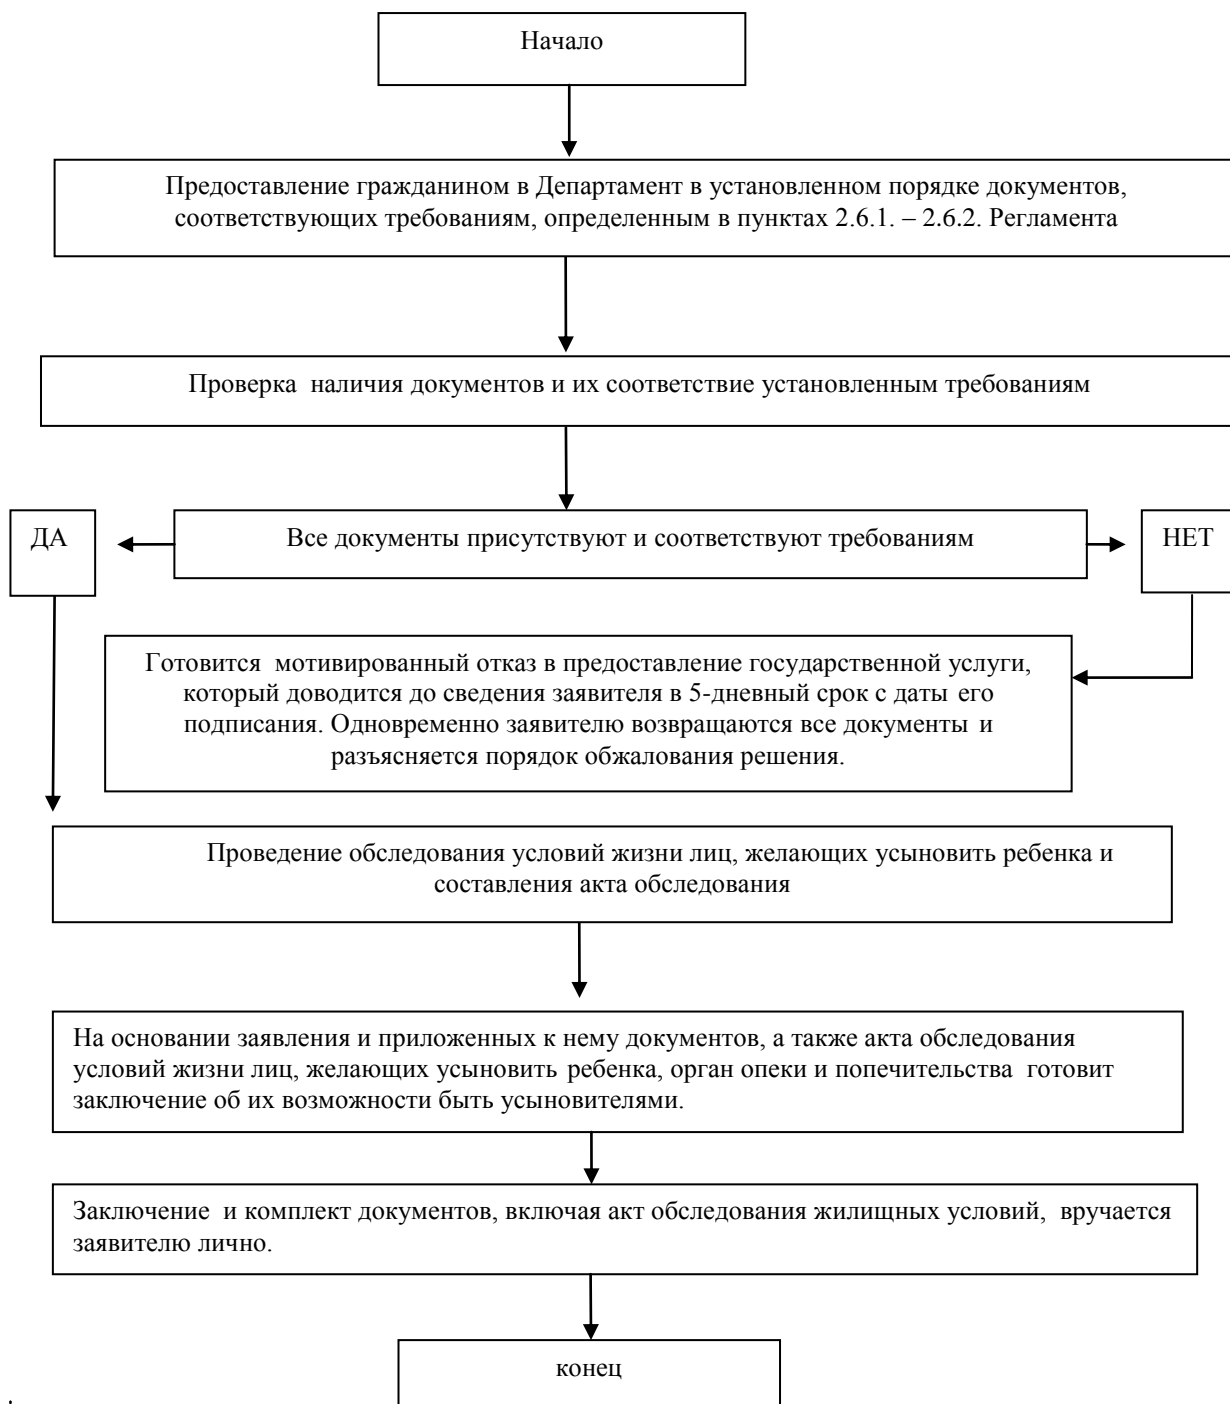 Начало
Предоставление гражданином в Департамент в установленном порядке документов,
соответствующих требованиям, определенным в пунктах 2.6.1. – 2.6.2. Регламента
Проверка наличия документов и их соответствие установленным требованиям
ДА
Все документы присутствуют и соответствуют требованиям
НЕТ
Готовится мотивированный отказ в предоставление государственной услуги,
который доводится до сведения заявителя в 5-дневный срок с даты его
подписания. Одновременно заявителю возвращаются все документы и
разъясняется порядок обжалования решения.
Проведение обследования условий жизни лиц, желающих усыновить ребенка и
составления акта обследования
На основании заявления и приложенных к нему документов, а также акта обследования
условий жизни лиц, желающих усыновить ребенка, орган опеки и попечительства готовит
заключение об их возможности быть усыновителями.
Заключение и комплект документов, включая акт обследования жилищных условий, вручается
заявителю лично.
конец